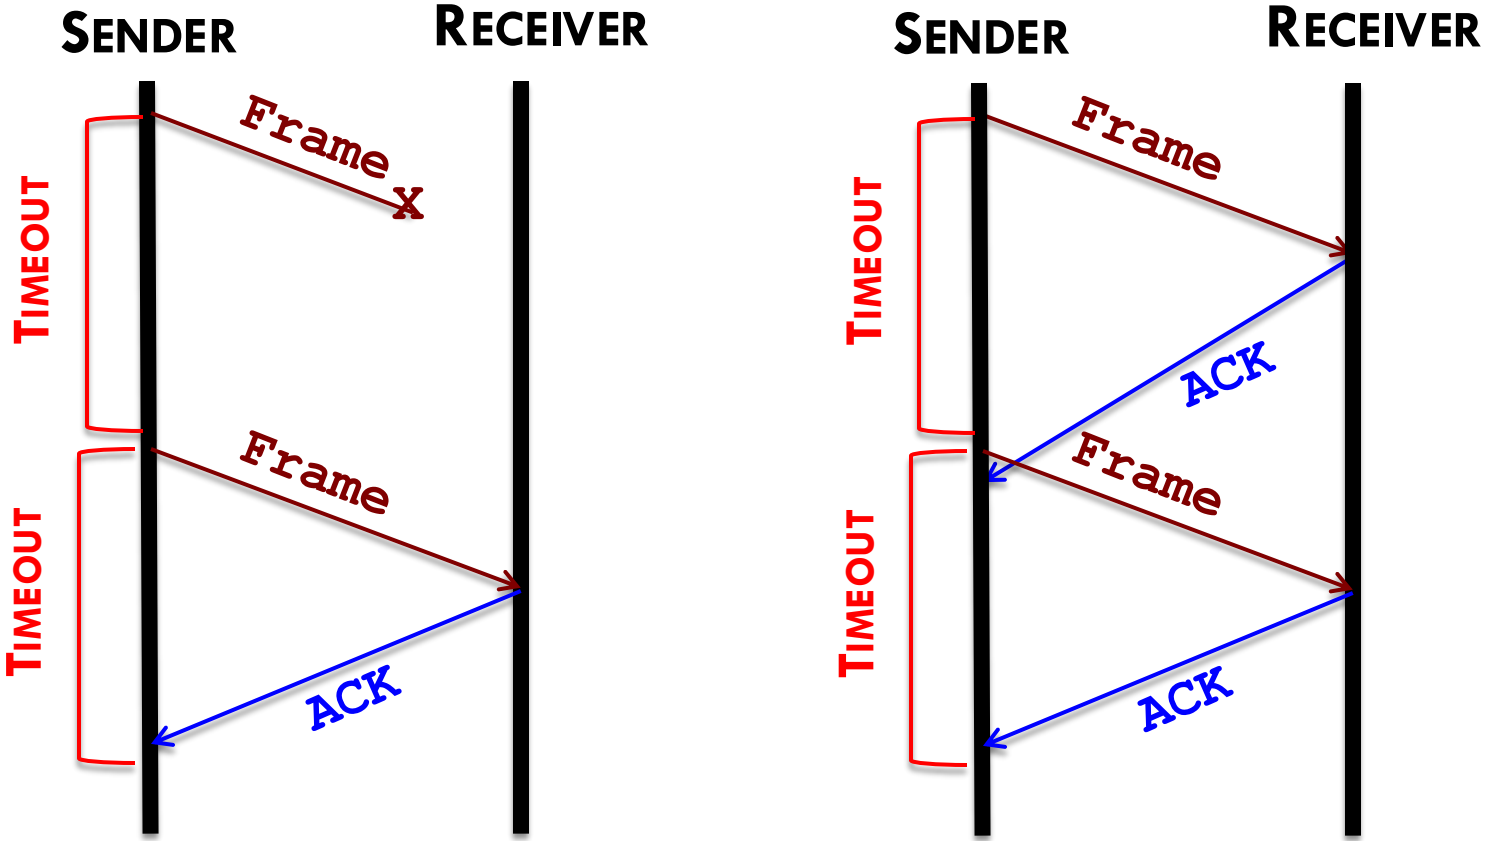 SENDER
RECEIVER
Frame
X
TIMEOUT
Frame
TIMEOUT
ACK
SENDER
RECEIVER
Frame
TIMEOUT
ACK
Frame
TIMEOUT
ACK